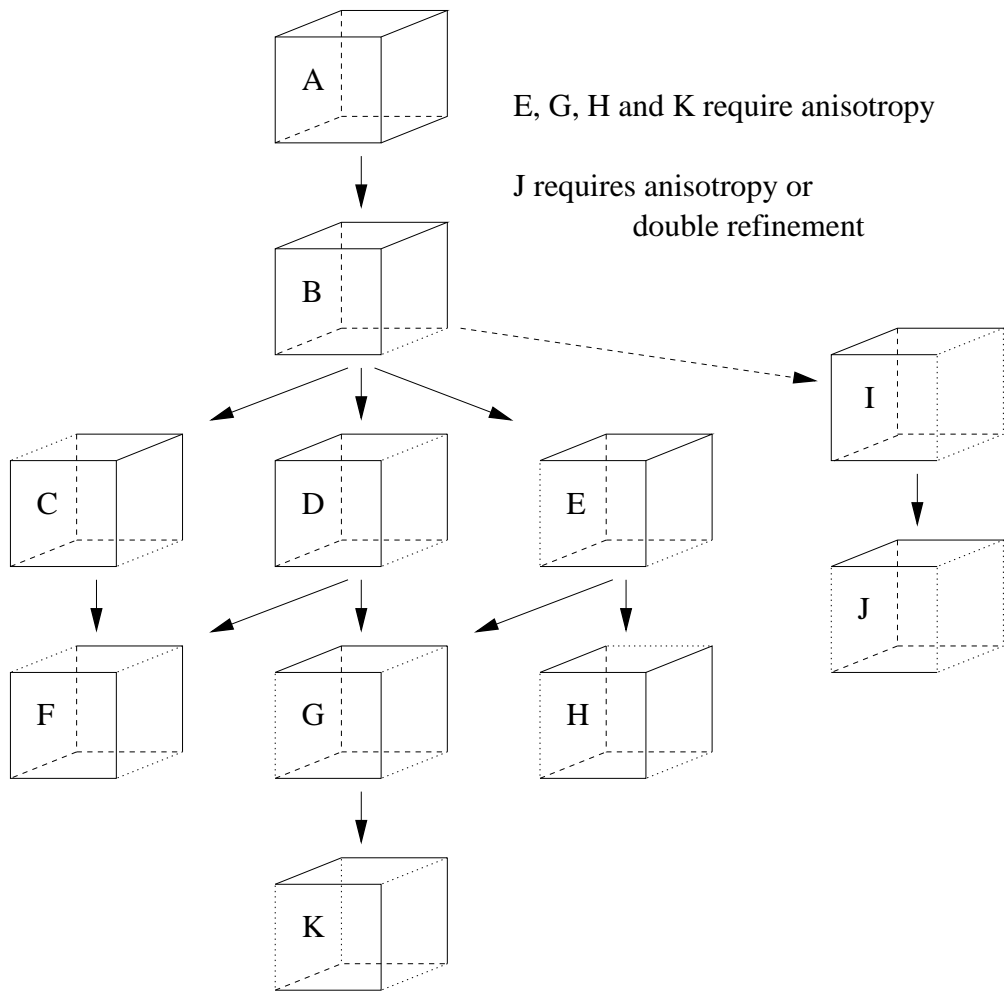 A
E, G, H and K require anisotropy
J requires anisotropy or
double refinement
B
I
C
D
E
J
F
G
H
K